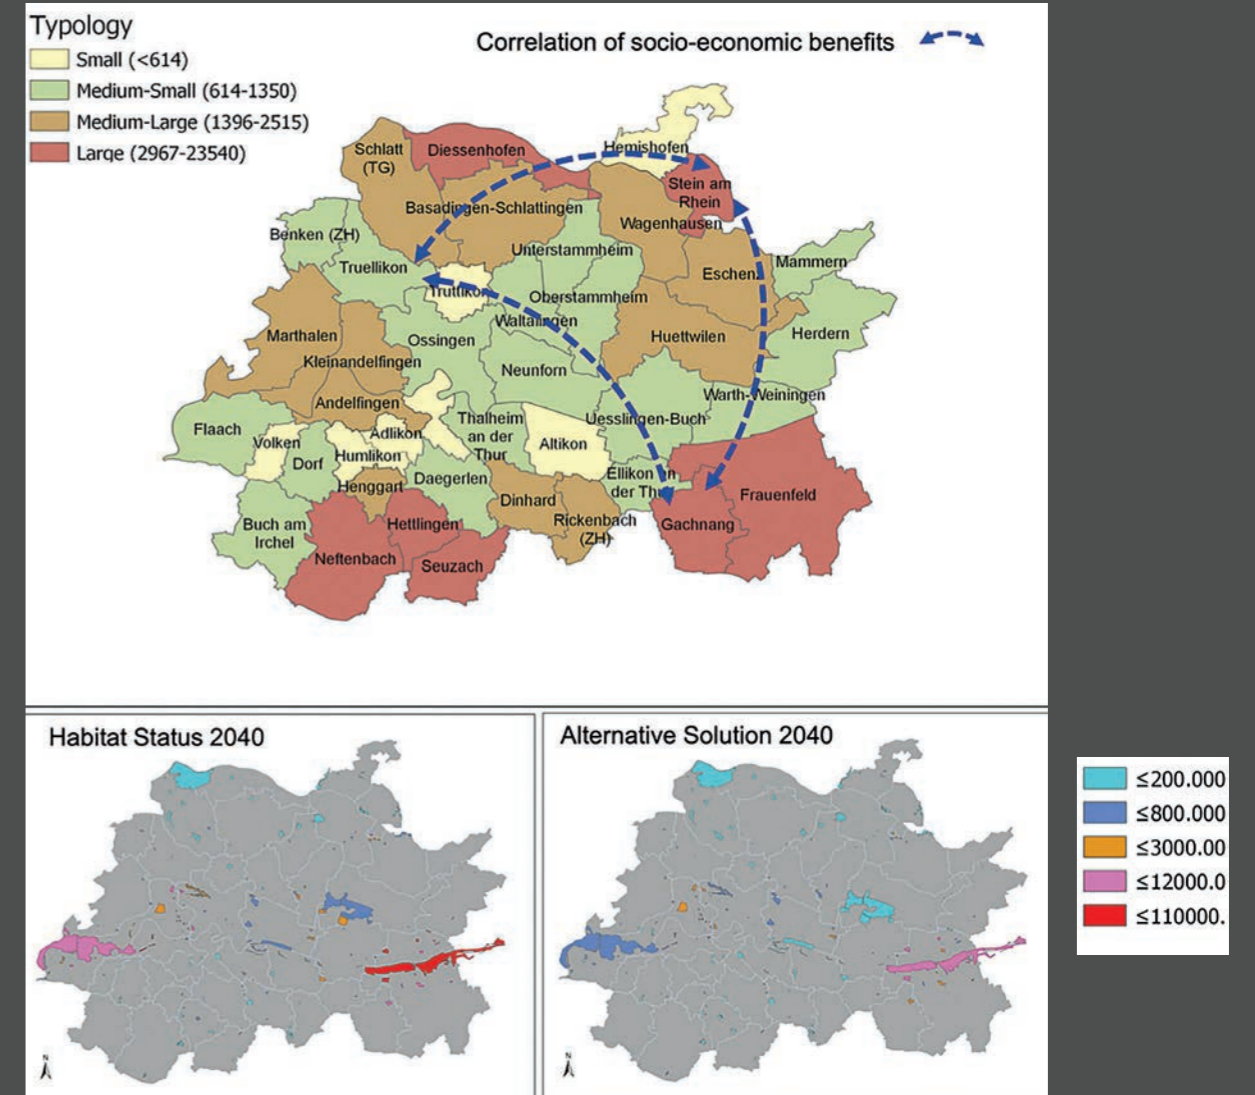 Typology
Small (<614)
Medium-Small (614-1350)
Medium-Large (1396-2515)
Large (2967-23540)
Correlation of socio-economic benefits
Hemishofen
Schlatt
(TG)
Diessenhofen
Stein am
Rhein
Basadingen-Schlattingen
Wagenhausen
Benken (ZH)
Unterstammheim
Truellikon
Eschenz
Mammern
Truttikon
Oberstammheim
Waltalingen
Marthalen
Ossingen
Huettwilen
Herdern
Kleinandelfingen
Neunforn
Andelfingen
Warth-Weiningen
Flaach
Volken
Adlikon
Thalheim
an der
Thur
Uesslingen-Buch
Altikon
Dorf
Humlikon
Henggart
Daegerlen
Ellikon an
der Thur
Dinhard
Frauenfeld
Buch am
Irchel
Hettlingen
Rickenbach
(ZH)
Gachnang
Neftenbach
Seuzach
Habitat Status 2040
N
Alternative Solution 2040
N
≤200.000
≤800.000
≤3000.00
≤12000.0
≤110000.